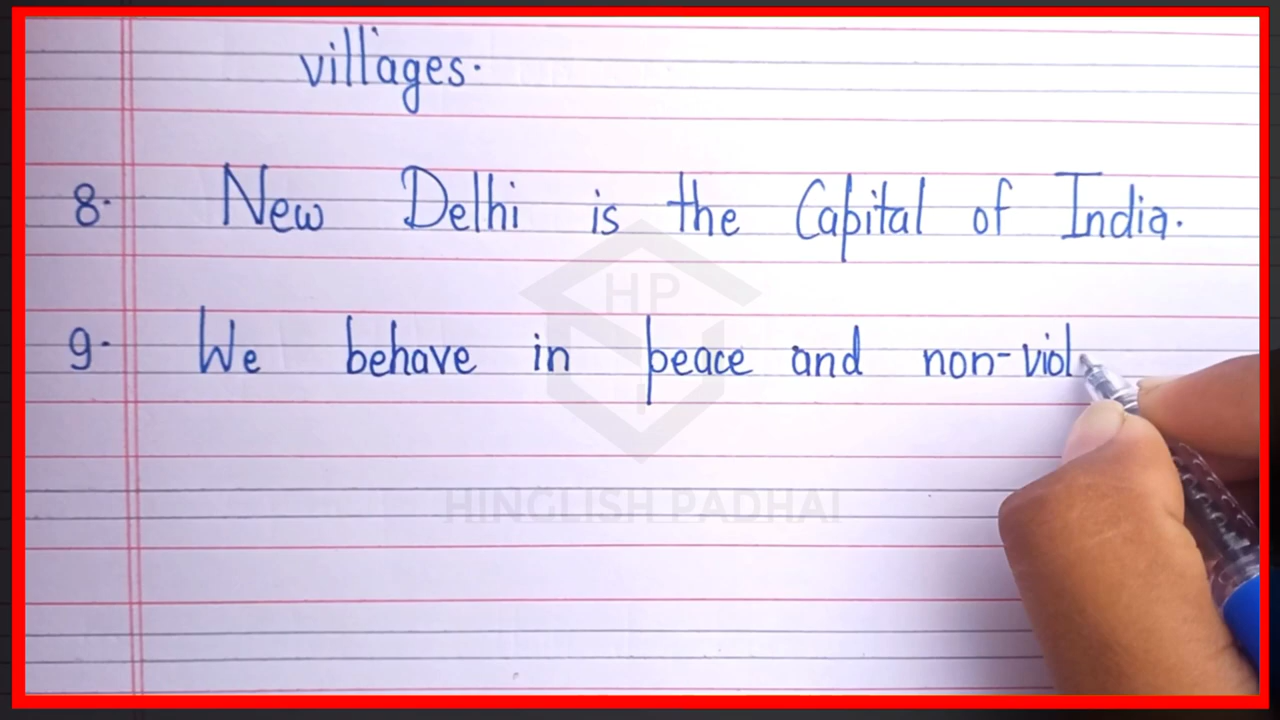 villages.
8. New Delhi is the Capital of India.
HP
9. We behave in peace and non-viol
HINGLISH PADHAI